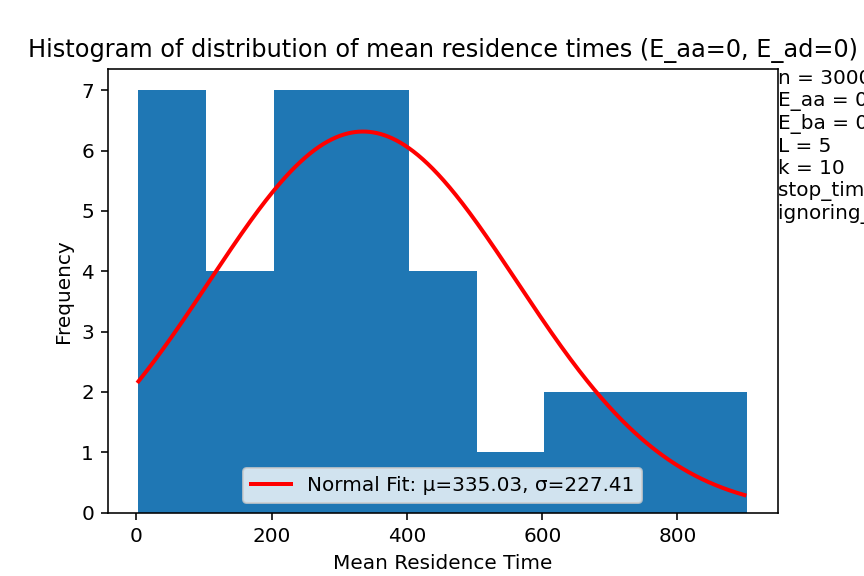 Histogram of distribution of mean residence times (E_aa=0, E_ad=0)
n = 3000
E_aa = 0
E_ba = 0
L = 5
k = 10
stop_tim
ignoring_
Frequency
7
6
5
4
3
2
1
0
Normal Fit: μ=335.03, σ=227.41
0 200 400 600 800
Mean Residence Time